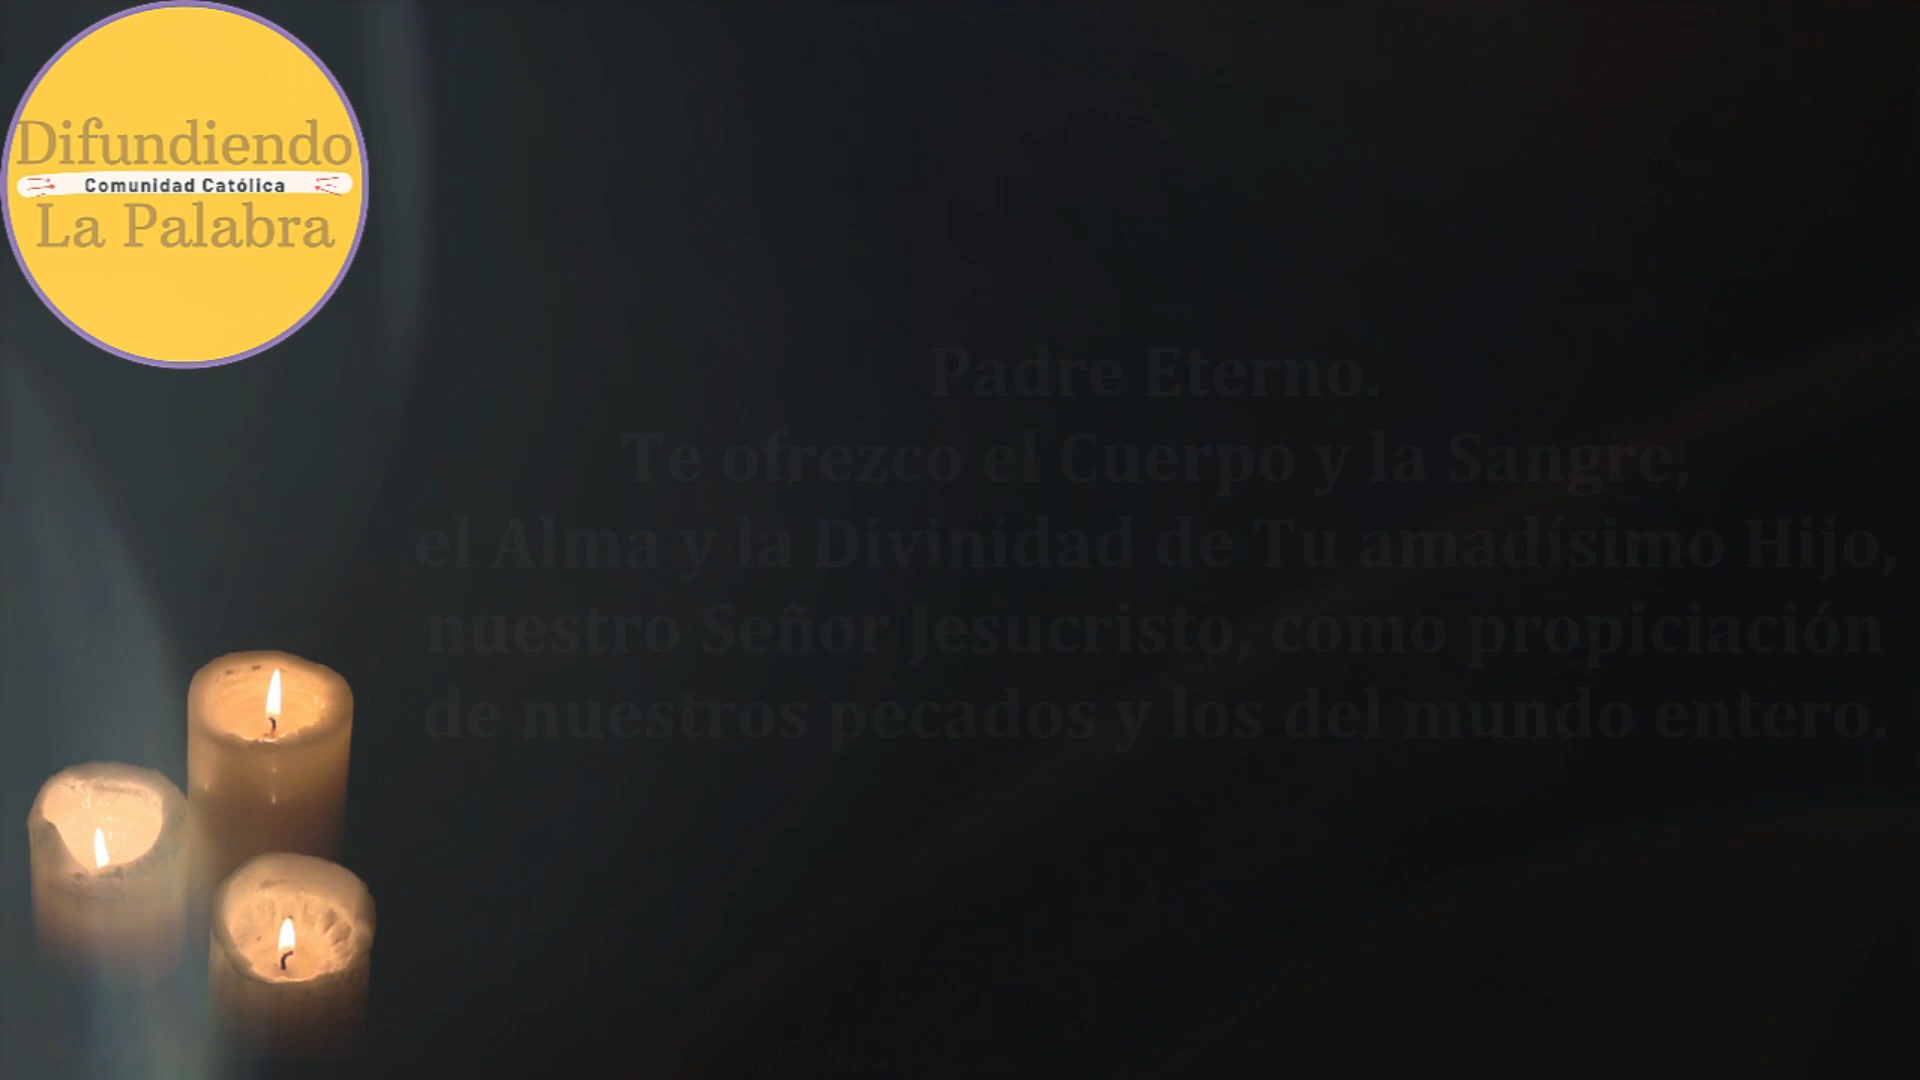 Difundiendo
Comunidad Católica
La Palabra
Padre Eterno.
Te ofrezco el Cuerpo y la Sangre,
el Alma y la Divinidad de Tu amadísimo Hijo,
nuestro Señor Jesucristo, como propiciación
de nuestros pecados y los del mundo entero.